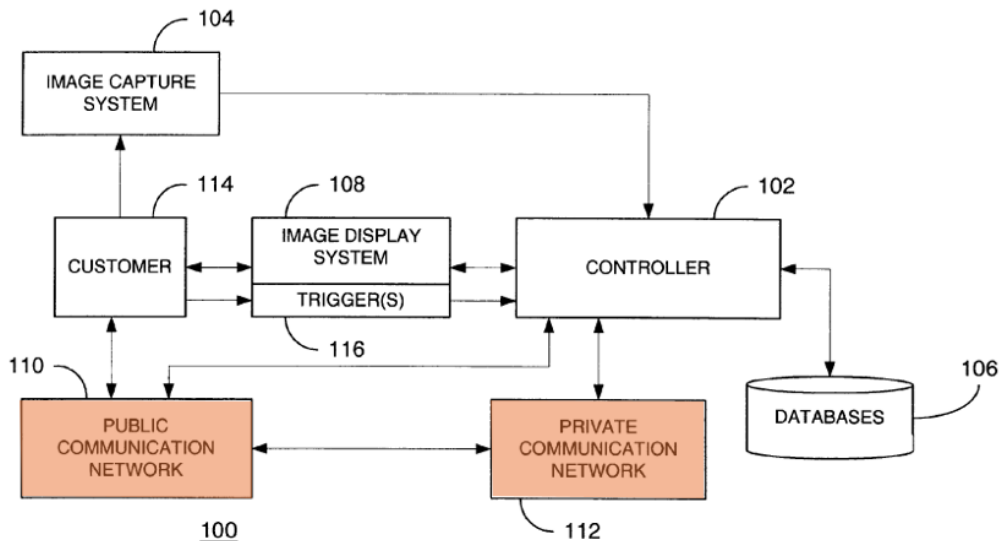 104
IMAGE CAPTURE
SYSTEM
114
108
102
CUSTOMER
IMAGE DISPLAY
SYSTEM
CONTROLLER
TRIGGER(S)
116
110
106
PUBLIC
COMMUNICATION
NETWORK
PRIVATE
COMMUNICATION
NETWORK
DATABASES
100
112